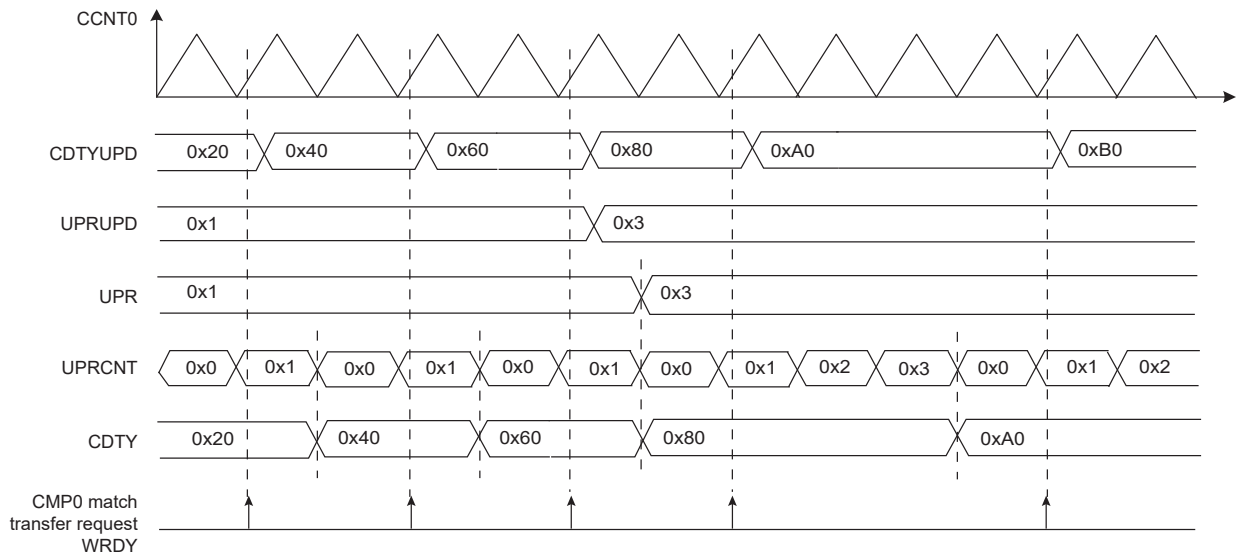 CCNT0
CDTYUPD 0x20 0x40 0x60 0x80 0xA0 0xB0
UPRUPD 0x1 0x3
UPR 0x1 0x3
UPRCNT 0x0 0x1 0x0 0x1 0x0 0x1 0x0 0x1 0x2 0x3 0x0 0x1 0x2
CDTY 0x20 0x40 0x60 0x80 0xA0
CMP0 match
transfer request
WRDY